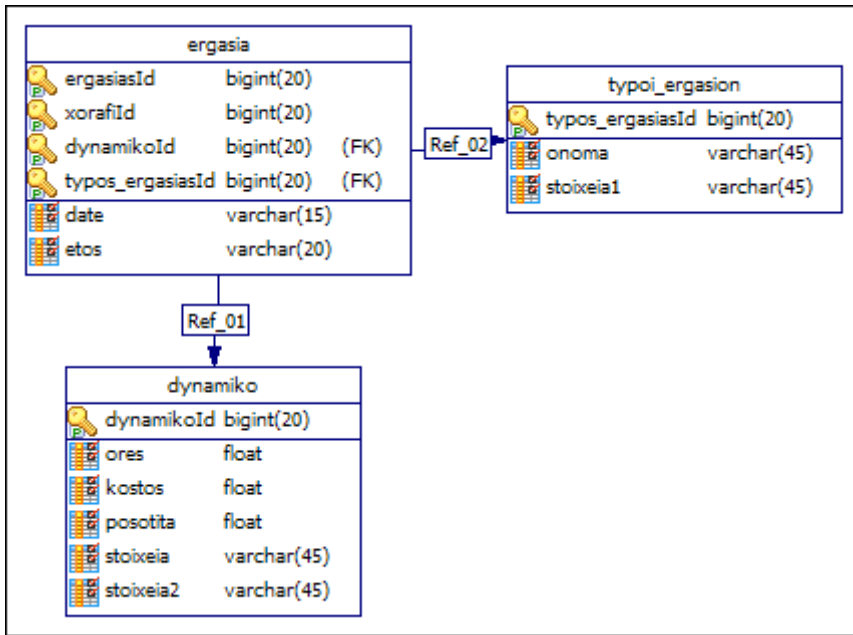 ergasia
ergasiasId bigint(20)
xorafiId bigint(20)
dynamikoId bigint(20) (FK)
typos_ergasiasId bigint(20) (FK)
date varchar(15)
etos varchar(20)
Ref_02
typoi_ergasion
typos_ergasiasId bigint(20)
onoma varchar(45)
stoixeia1 varchar(45)
Ref_01
dynamiko
dynamikoId bigint(20)
ores float
kostos float
posotita float
stoixeia varchar(45)
stoixeia2 varchar(45)